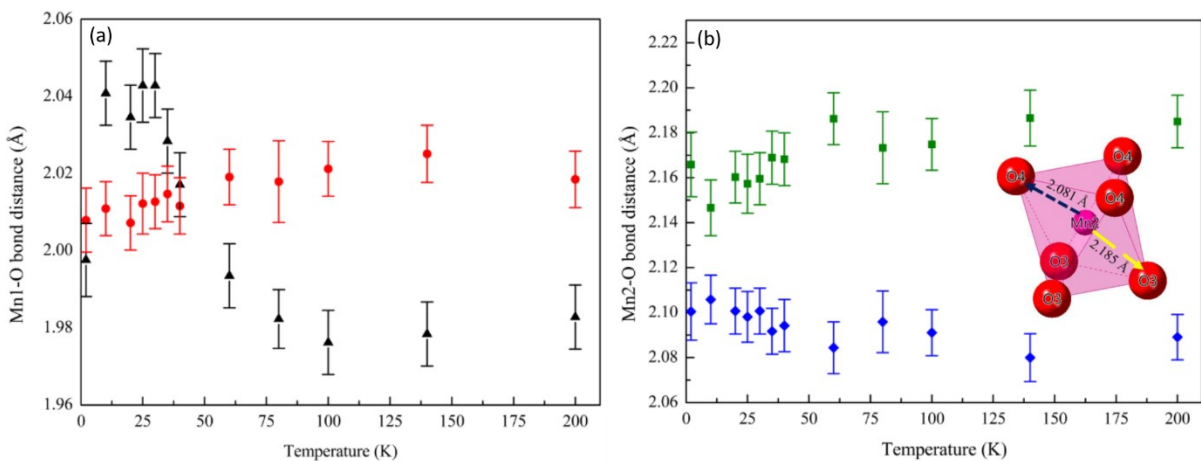 (a)
Mn1-O bond distance (Å)
2.06
2.04
2.02
2.00
1.98
1.96
0 25 50 75 100 125 150 175 200
Temperature (K)
(b)
Mn2-O bond distance (Å)
2.22
2.20
2.18
2.16
2.14
2.12
2.10
2.08
2.06
0 25 50 75 100 125 150 175 200
Temperature (K)
O4
O4
2.081 Å
O4
Mn2
2.185 Å
O3
O3
O3